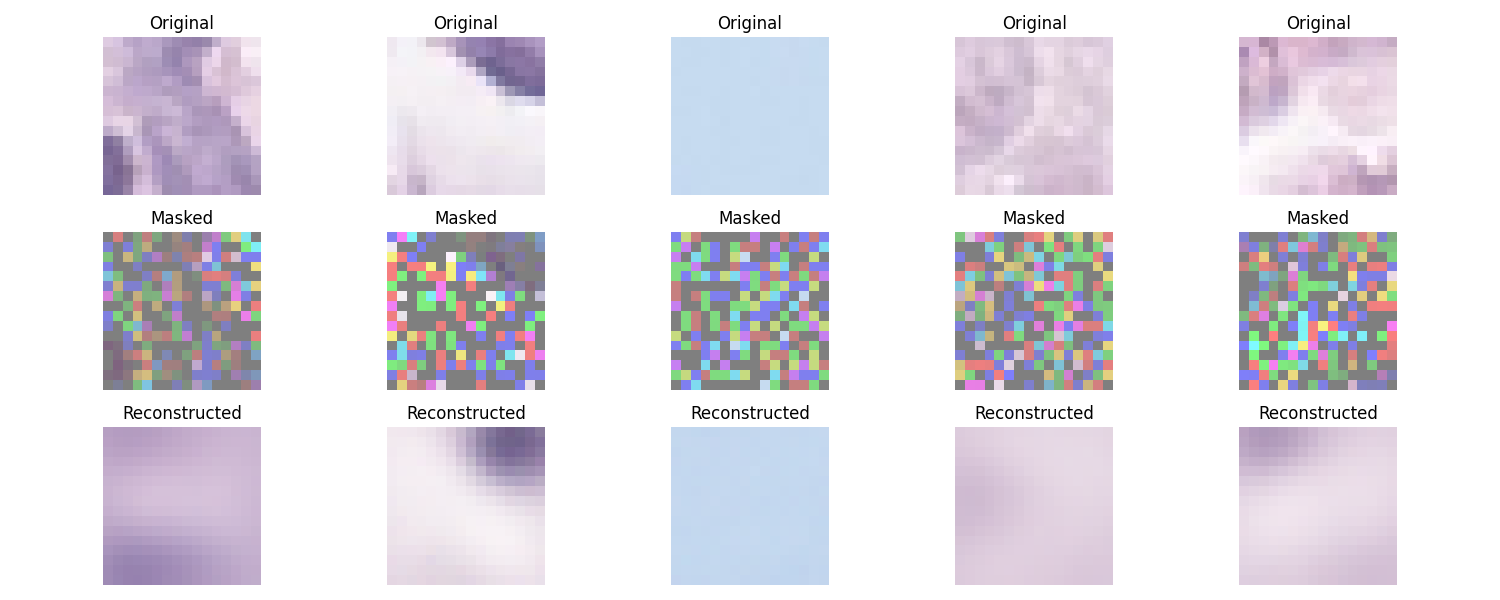 Original Original Original Original Original
Masked Masked Masked Masked Masked
Reconstructed Reconstructed Reconstructed Reconstructed Reconstructed